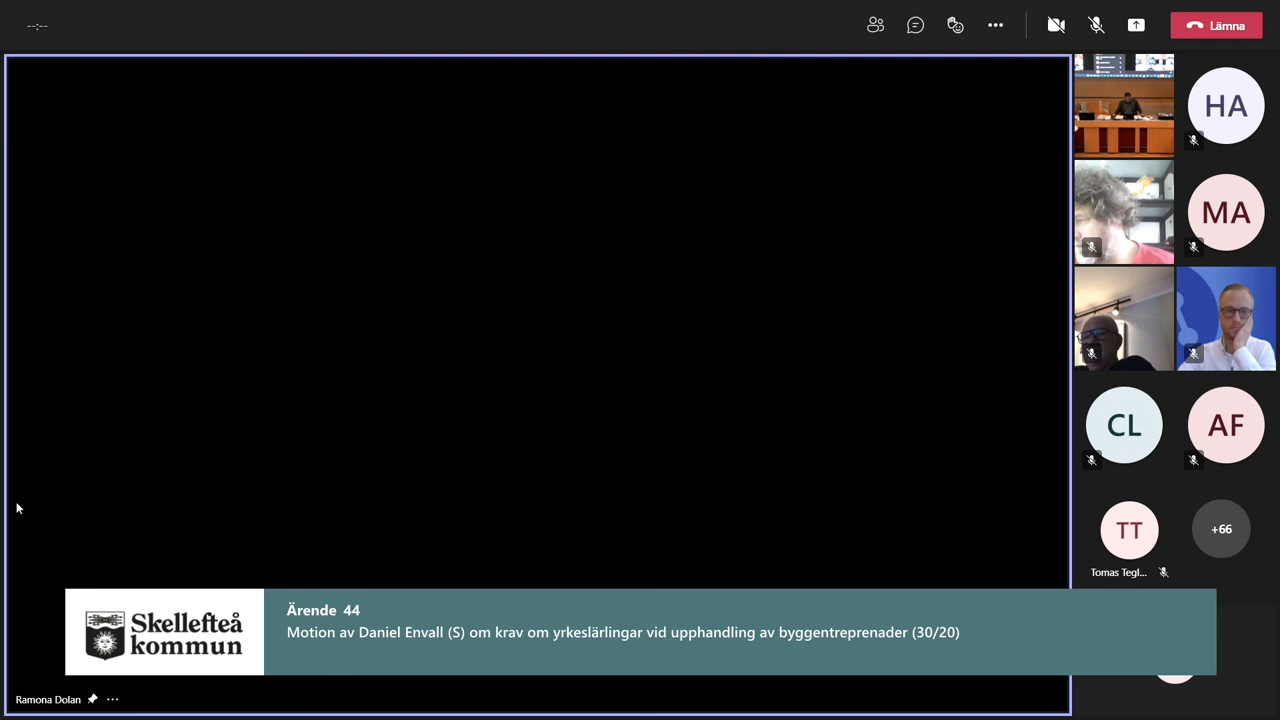 --:--
Lämna
HA
MA
CL
AF
TT
+66
Tomas Tegl...
Skellefteå
kommun
Ärende 44
Motion av Daniel Envall (S) om krav om yrkeslärlingar vid upphandling av byggentreprenader (30/20)
Ramona Dolan